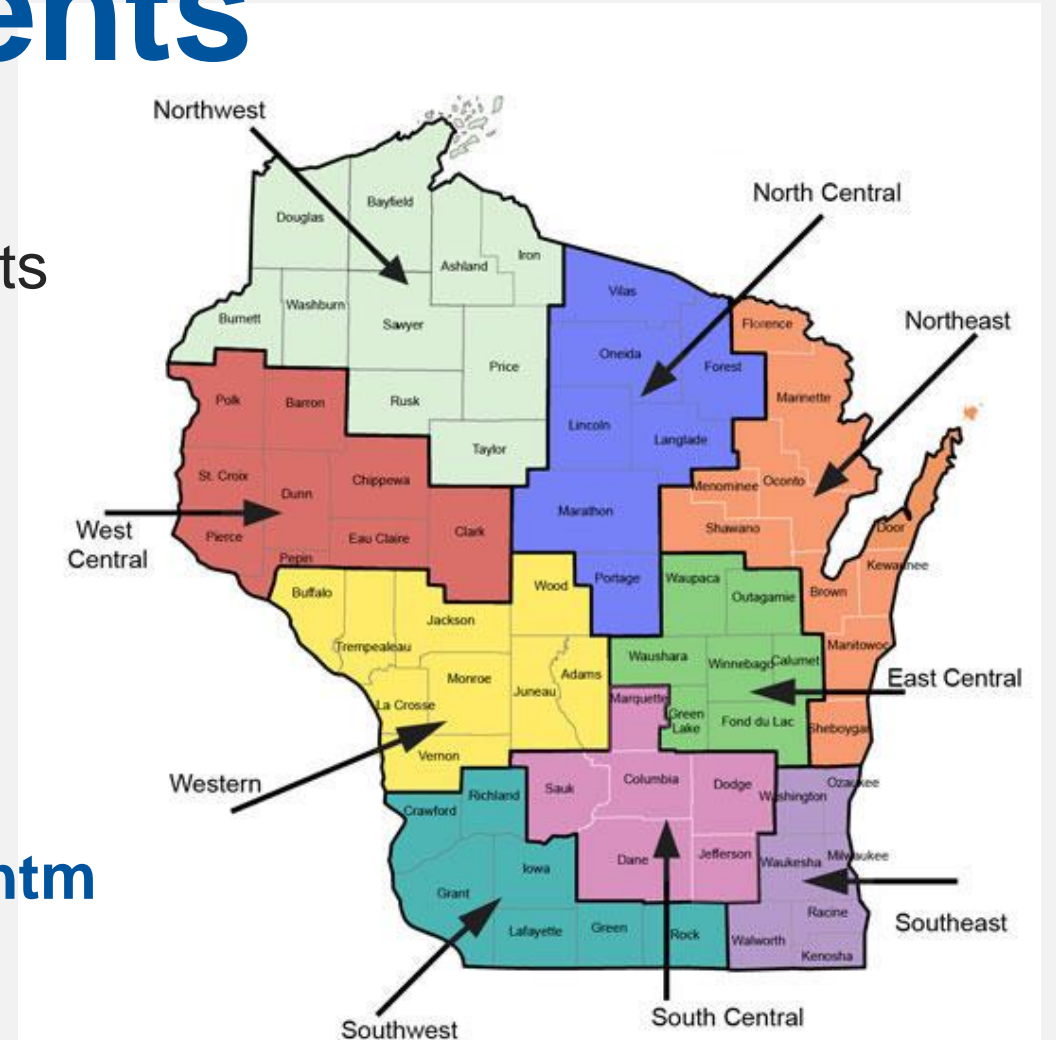 ents
Northwest
North Central
ts
Bayfield
Douglas
Iron
Ashland
Vilas
Washburn
Burnett
Sawyer
Florence
Northeast
Oneida
Price
Forest
Polk
Barron
Rusk
Marinette
Lincoln
Langlade
Taylor
St. Croix
Chippewa
Oconto
Menominee
Dunn
Marathon
West
Central
Pierce
Eau Claire
Clark
Shawano
Door
Pepin
Kewaunee
Buffalo
Wood
Portage
Waupaca
Outagamie
Brown
Jackson
Trempealeau
Manitowoc
Waushara
Winnebago
Calumet
Monroe
Adams
East Central
Juneau
La Crosse
Marquette
Green
Lake
Fond du Lac
Sheboygan
Vernon
Western
Sauk
Columbia
Dodge
Ozaukee
Washington
Richland
Crawford
Iowa
Dane
Jefferson
Milwaukee
Waukesha
ntm
Grant
Racine
Southeast
Lafayette
Green
Rock
Walworth
Kenosha
Southwest
South Central